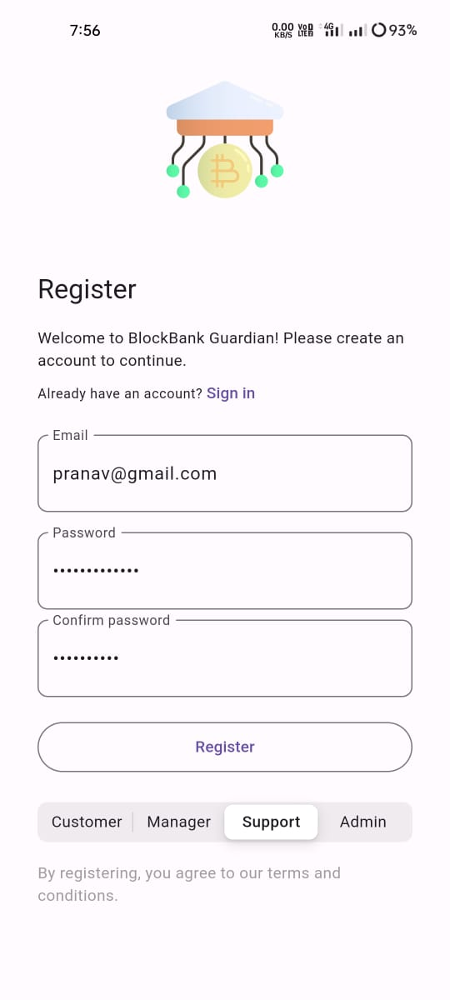 7:56
0.00 KB/S VoD LTE2 4G 93%
Register
Welcome to BlockBank Guardian! Please create an
account to continue.
Already have an account? Sign in
Email
pranav@gmail.com
Password
•••••••••••••
Confirm password
••••••••••
Register
Customer Manager Support Admin
By registering, you agree to our terms and
conditions.